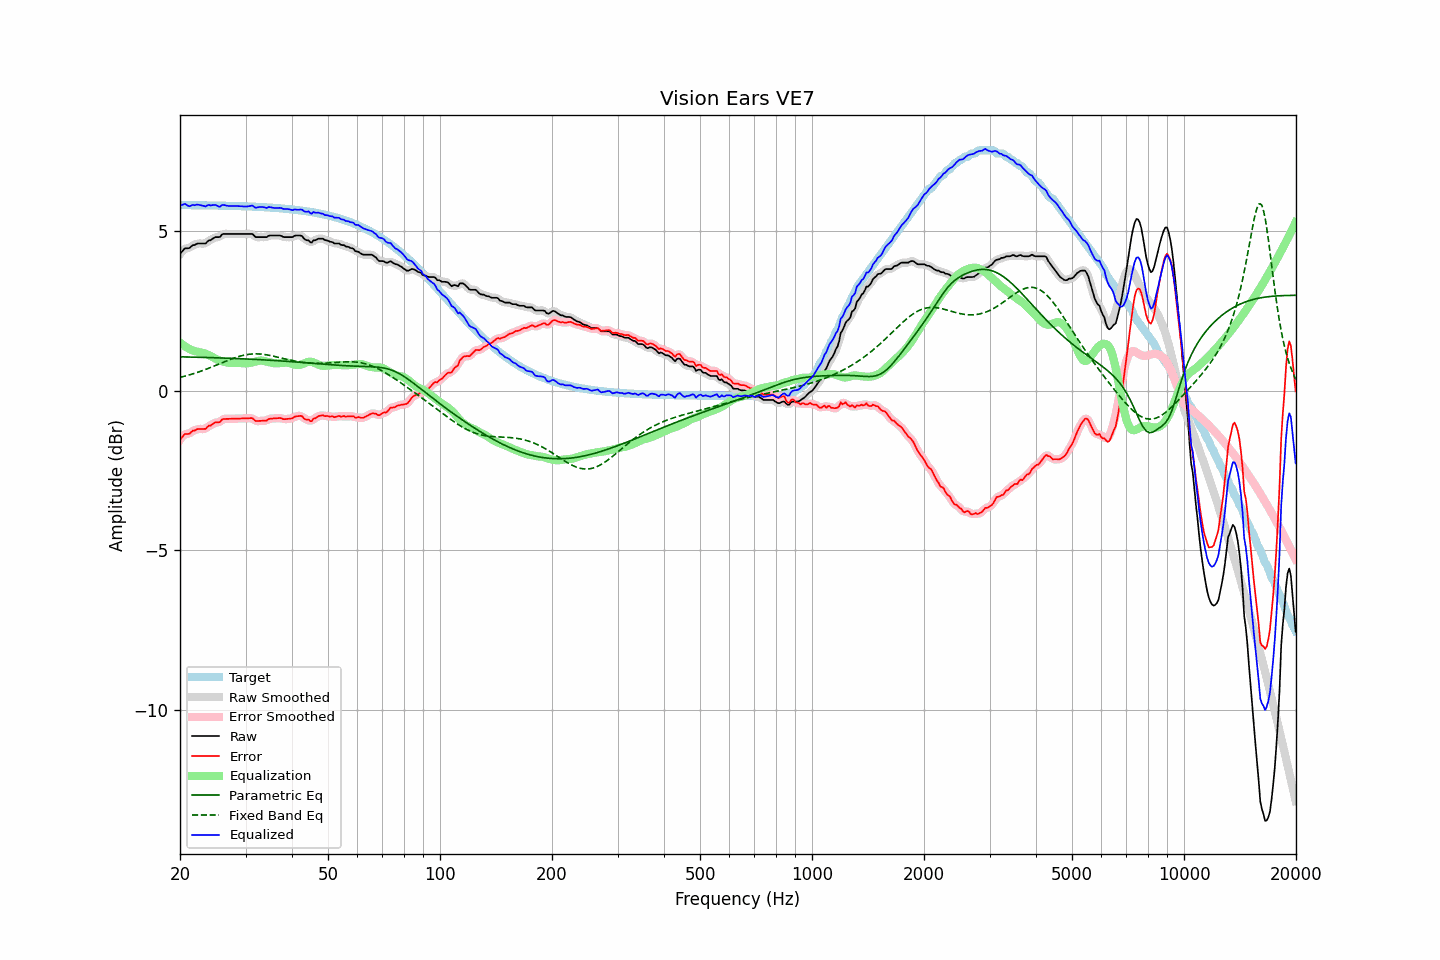 Vision Ears VE7
Amplitude (dBr)
5
0
−5
−10
Target
Raw Smoothed
Error Smoothed
Raw
Error
Equalization
Parametric Eq
Fixed Band Eq
Equalized
20 50 100 200 500 1000 2000 5000 10000 20000
Frequency (Hz)